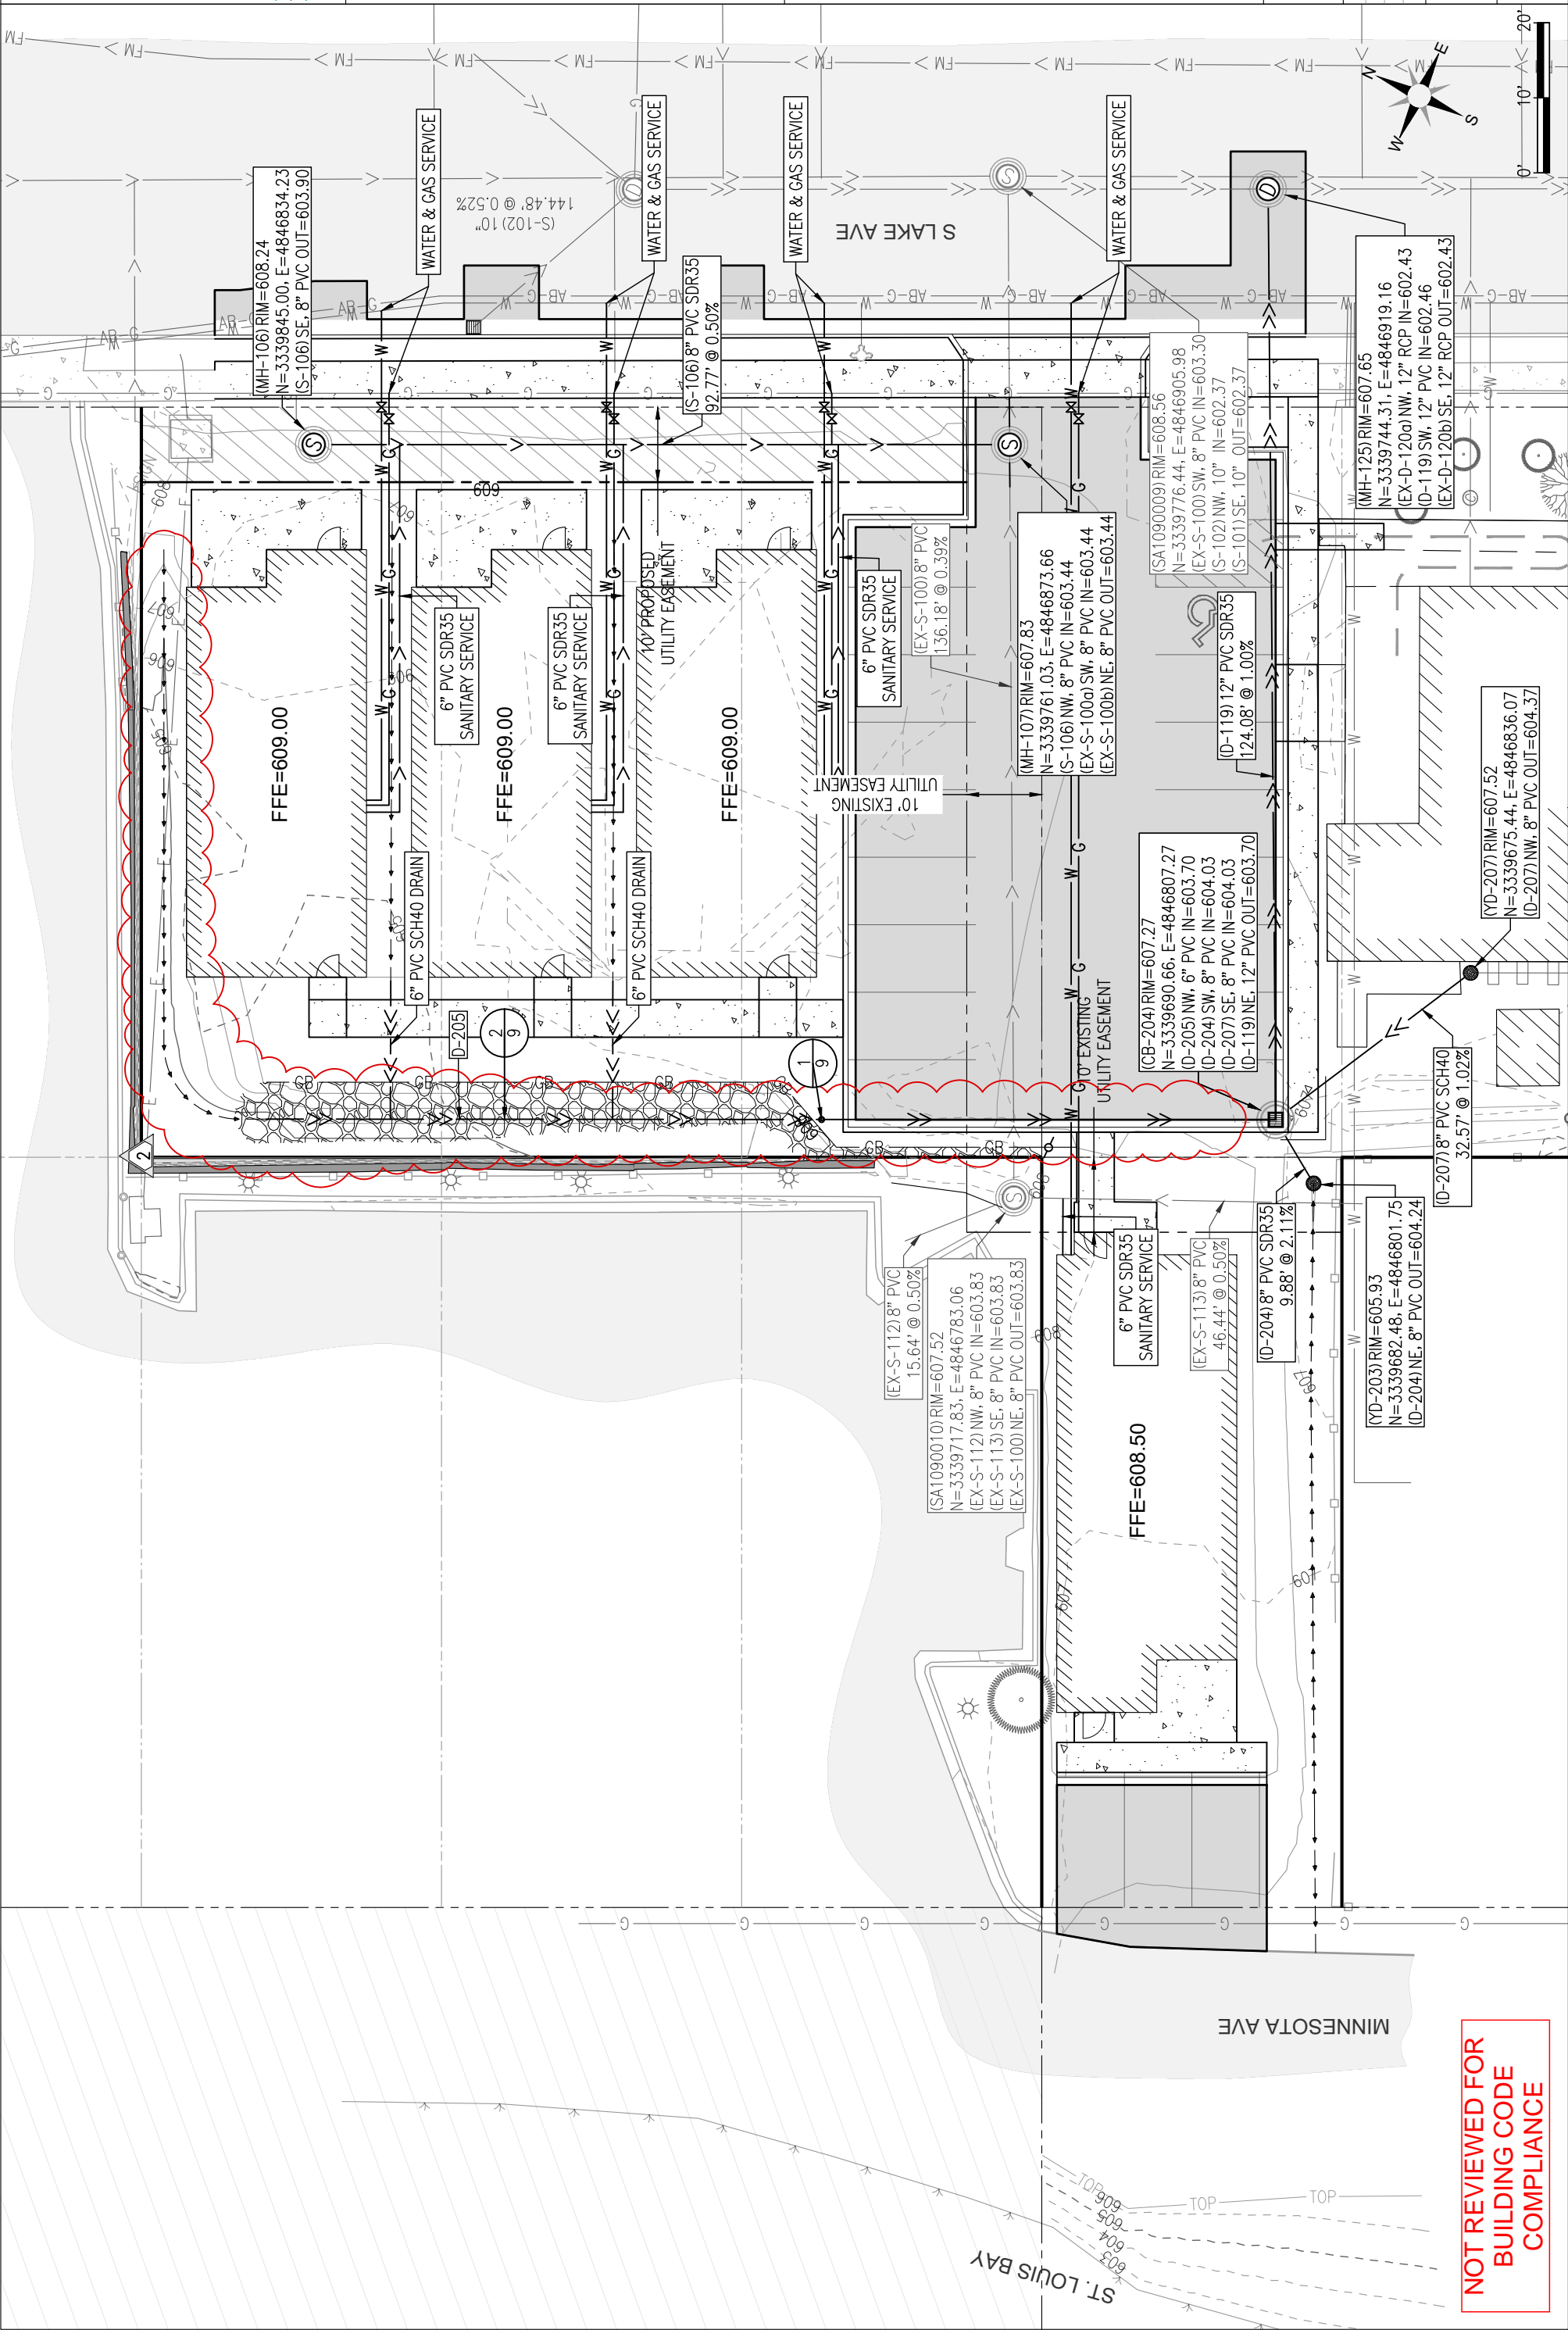 (MH-106) RIM=608.24
N=3339845.00, E=4846834.23
(S-106) SE, 8" PVC OUT=603.90
WATER & GAS SERVICE
(S-102) 10"
144.48' @ 0.52%
WATER & GAS SERVICE
WATER & GAS SERVICE
WATER & GAS SERVICE
S LAKE AVE
(S-106) 8" PVC SDR35
92.77' @ 0.50%
N
E
S
W
0'
10'
20'
(MH-125) RIM=607.65
N=3339744.31, E=4846919.16
(EX-D-120a) NW, 12" RCP IN=602.43
(D-119) SW, 12" PVC IN=602.46
(EX-D-120b) SE, 12" RCP OUT=602.43
(SA1090009) RIM=608.56
N=3339776.44, E=4846905.98
(EX-S-100) SW, 8" PVC IN=603.30
(S-102) NW, 10" IN=602.37
(S-101) SE, 10" OUT=602.37
(MH-107) RIM=607.83
N=3339761.03, E=4846873.66
(S-106) NW, 8" PVC IN=603.44
(EX-S-100a) SW, 8" PVC IN=603.44
(EX-S-100b) NE, 8" PVC OUT=603.44
(EX-S-100) 8" PVC
136.18' @ 0.39%
6" PVC SDR35
SANITARY SERVICE
6" PVC SDR35
SANITARY SERVICE
6" PVC SDR35
SANITARY SERVICE
10' PROPOSED
UTILITY EASEMENT
10' EXISTING
UTILITY EASEMENT
FFE=609.00
FFE=609.00
FFE=609.00
6" PVC SCH40 DRAIN
6" PVC SCH40 DRAIN
D-205
2
9
1
9
2
(D-119) 12" PVC SDR35
124.08' @ 1.00%
(CB-204) RIM=607.27
N=3339690.66, E=4846807.27
(D-205) NW, 6" PVC IN=603.70
(D-204) SW, 8" PVC IN=604.03
(D-207) SE, 8" PVC IN=604.03
(D-119) NE, 12" PVC OUT=603.70
(YD-207) RIM=607.52
N=3339675.44, E=4846836.07
(D-207) NW, 8" PVC OUT=604.37
(D-207) 8" PVC SCH40
32.57' @ 1.02%
10' EXISTING
UTILITY EASEMENT
(EX-S-112) 8" PVC
15.64' @ 0.50%
(SA1090010) RIM=607.52
N=3339717.83, E=4846783.06
(EX-S-112) NW, 8" PVC IN=603.83
(EX-S-113) SE, 8" PVC IN=603.83
(EX-S-100) NE, 8" PVC OUT=603.83
6" PVC SDR35
SANITARY SERVICE
(EX-S-113) 8" PVC
46.44' @ 0.50%
(D-204) 8" PVC SDR35
9.88' @ 2.11%
(YD-203) RIM=605.93
N=3339682.48, E=4846801.75
(D-204) NE, 8" PVC OUT=604.24
FFE=608.50
MINNESOTA AVE
ST. LOUIS BAY
TOP
TOP
TOP
606
605
604
603
NOT REVIEWED FOR
BUILDING CODE
COMPLIANCE